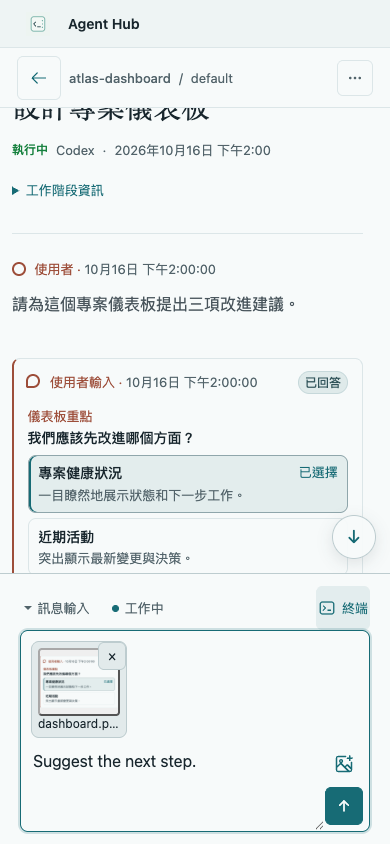 Agent Hub
atlas-dashboard / default
設計專案儀表板
執行中 Codex · 2026年10月16日 下午2:00
工作階段資訊
使用者 · 10月16日 下午2:00:00
請為這個專案儀表板提出三項改進建議。
使用者輸入 · 10月16日 下午2:00:00 已回答
儀表板重點
我們應該先改進哪個方面？
專案健康狀況 已選擇
一目瞭然地展示狀態和下一步工作。
近期活動
突出顯示最新變更與決策。
訊息輸入 工作中 終端
dashboard.p...
Suggest the next step.